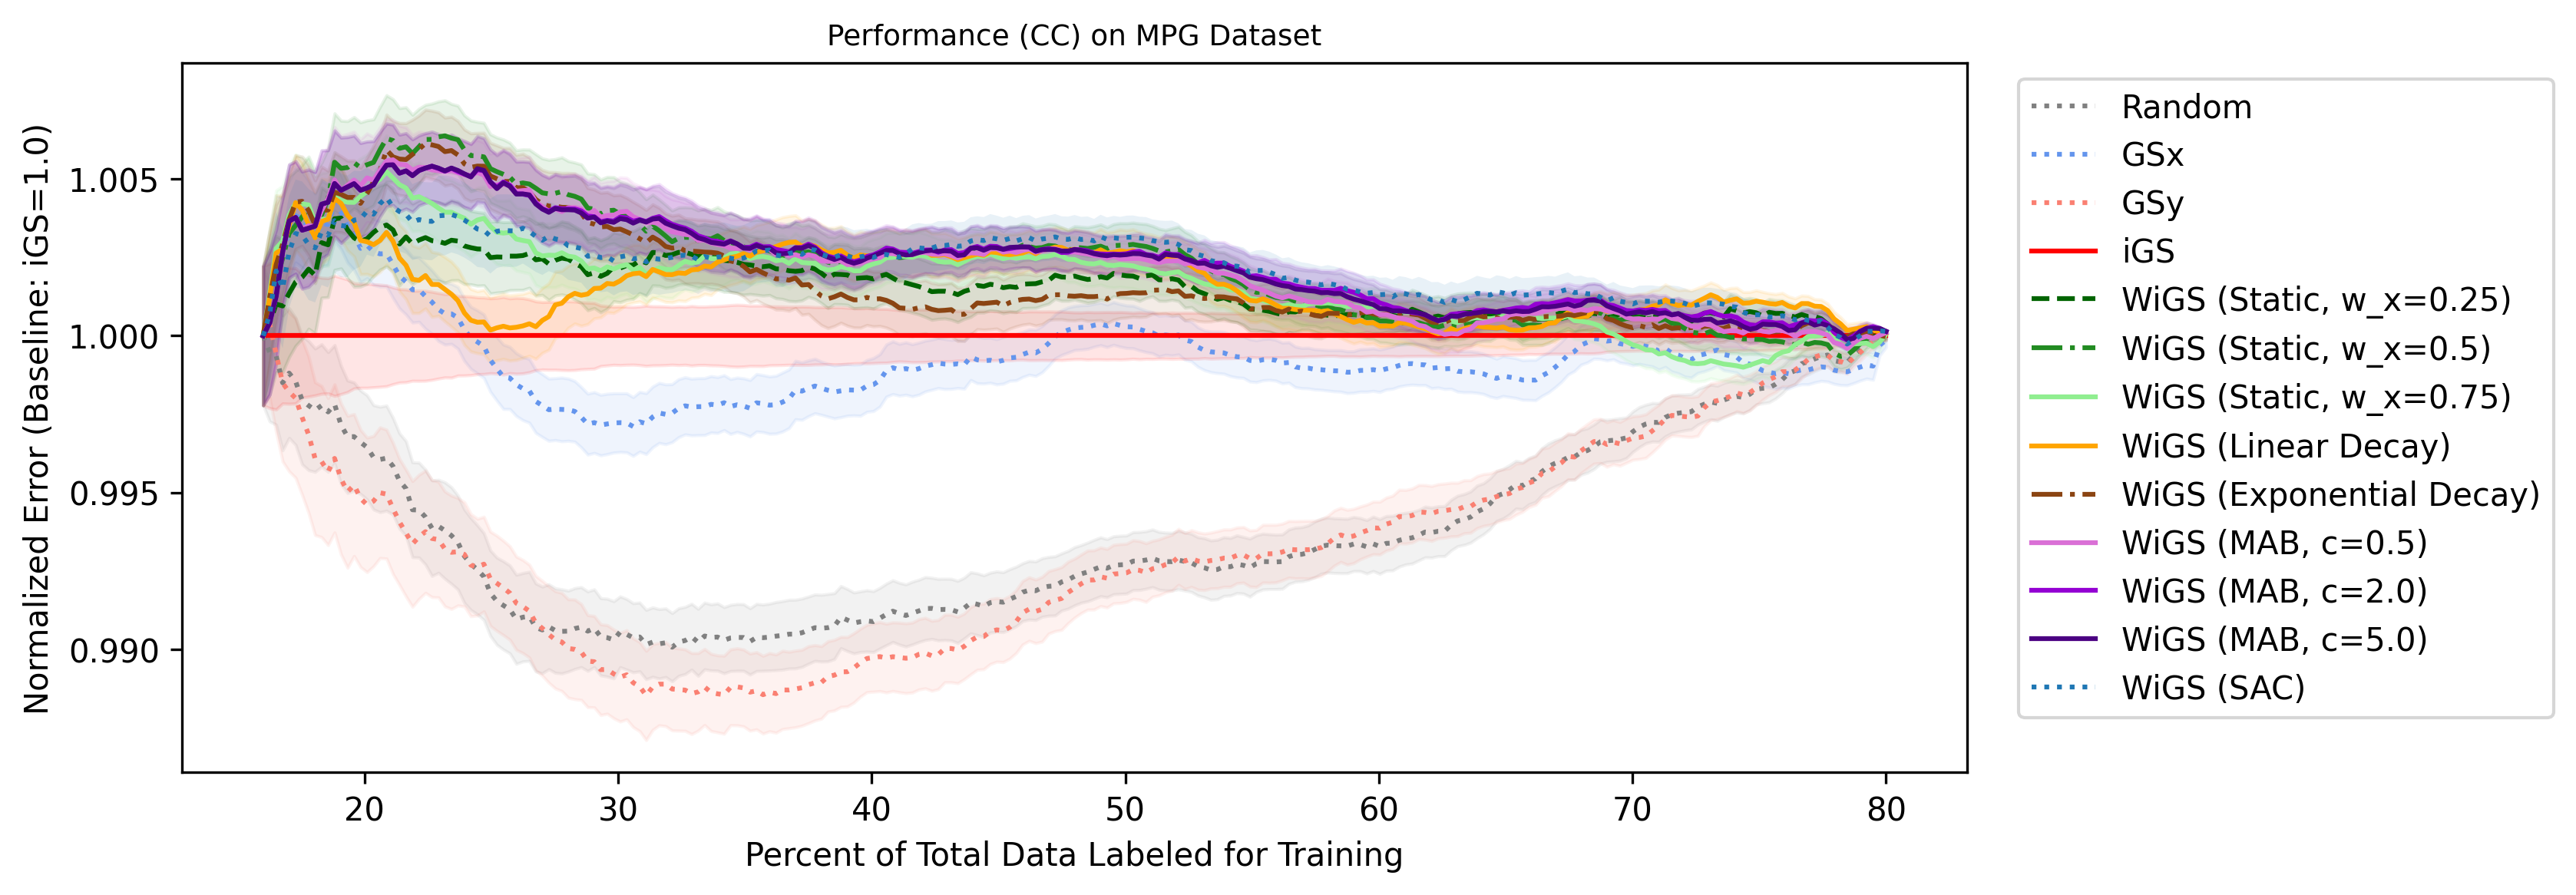 Performance (CC) on MPG Dataset
Normalized Error (Baseline: iGS=1.0)
1.005
1.000
0.995
0.990
20 30 40 50 60 70 80
Percent of Total Data Labeled for Training
Random
GSx
GSy
iGS
WiGS (Static, w_x=0.25)
WiGS (Static, w_x=0.5)
WiGS (Static, w_x=0.75)
WiGS (Linear Decay)
WiGS (Exponential Decay)
WiGS (MAB, c=0.5)
WiGS (MAB, c=2.0)
WiGS (MAB, c=5.0)
WiGS (SAC)